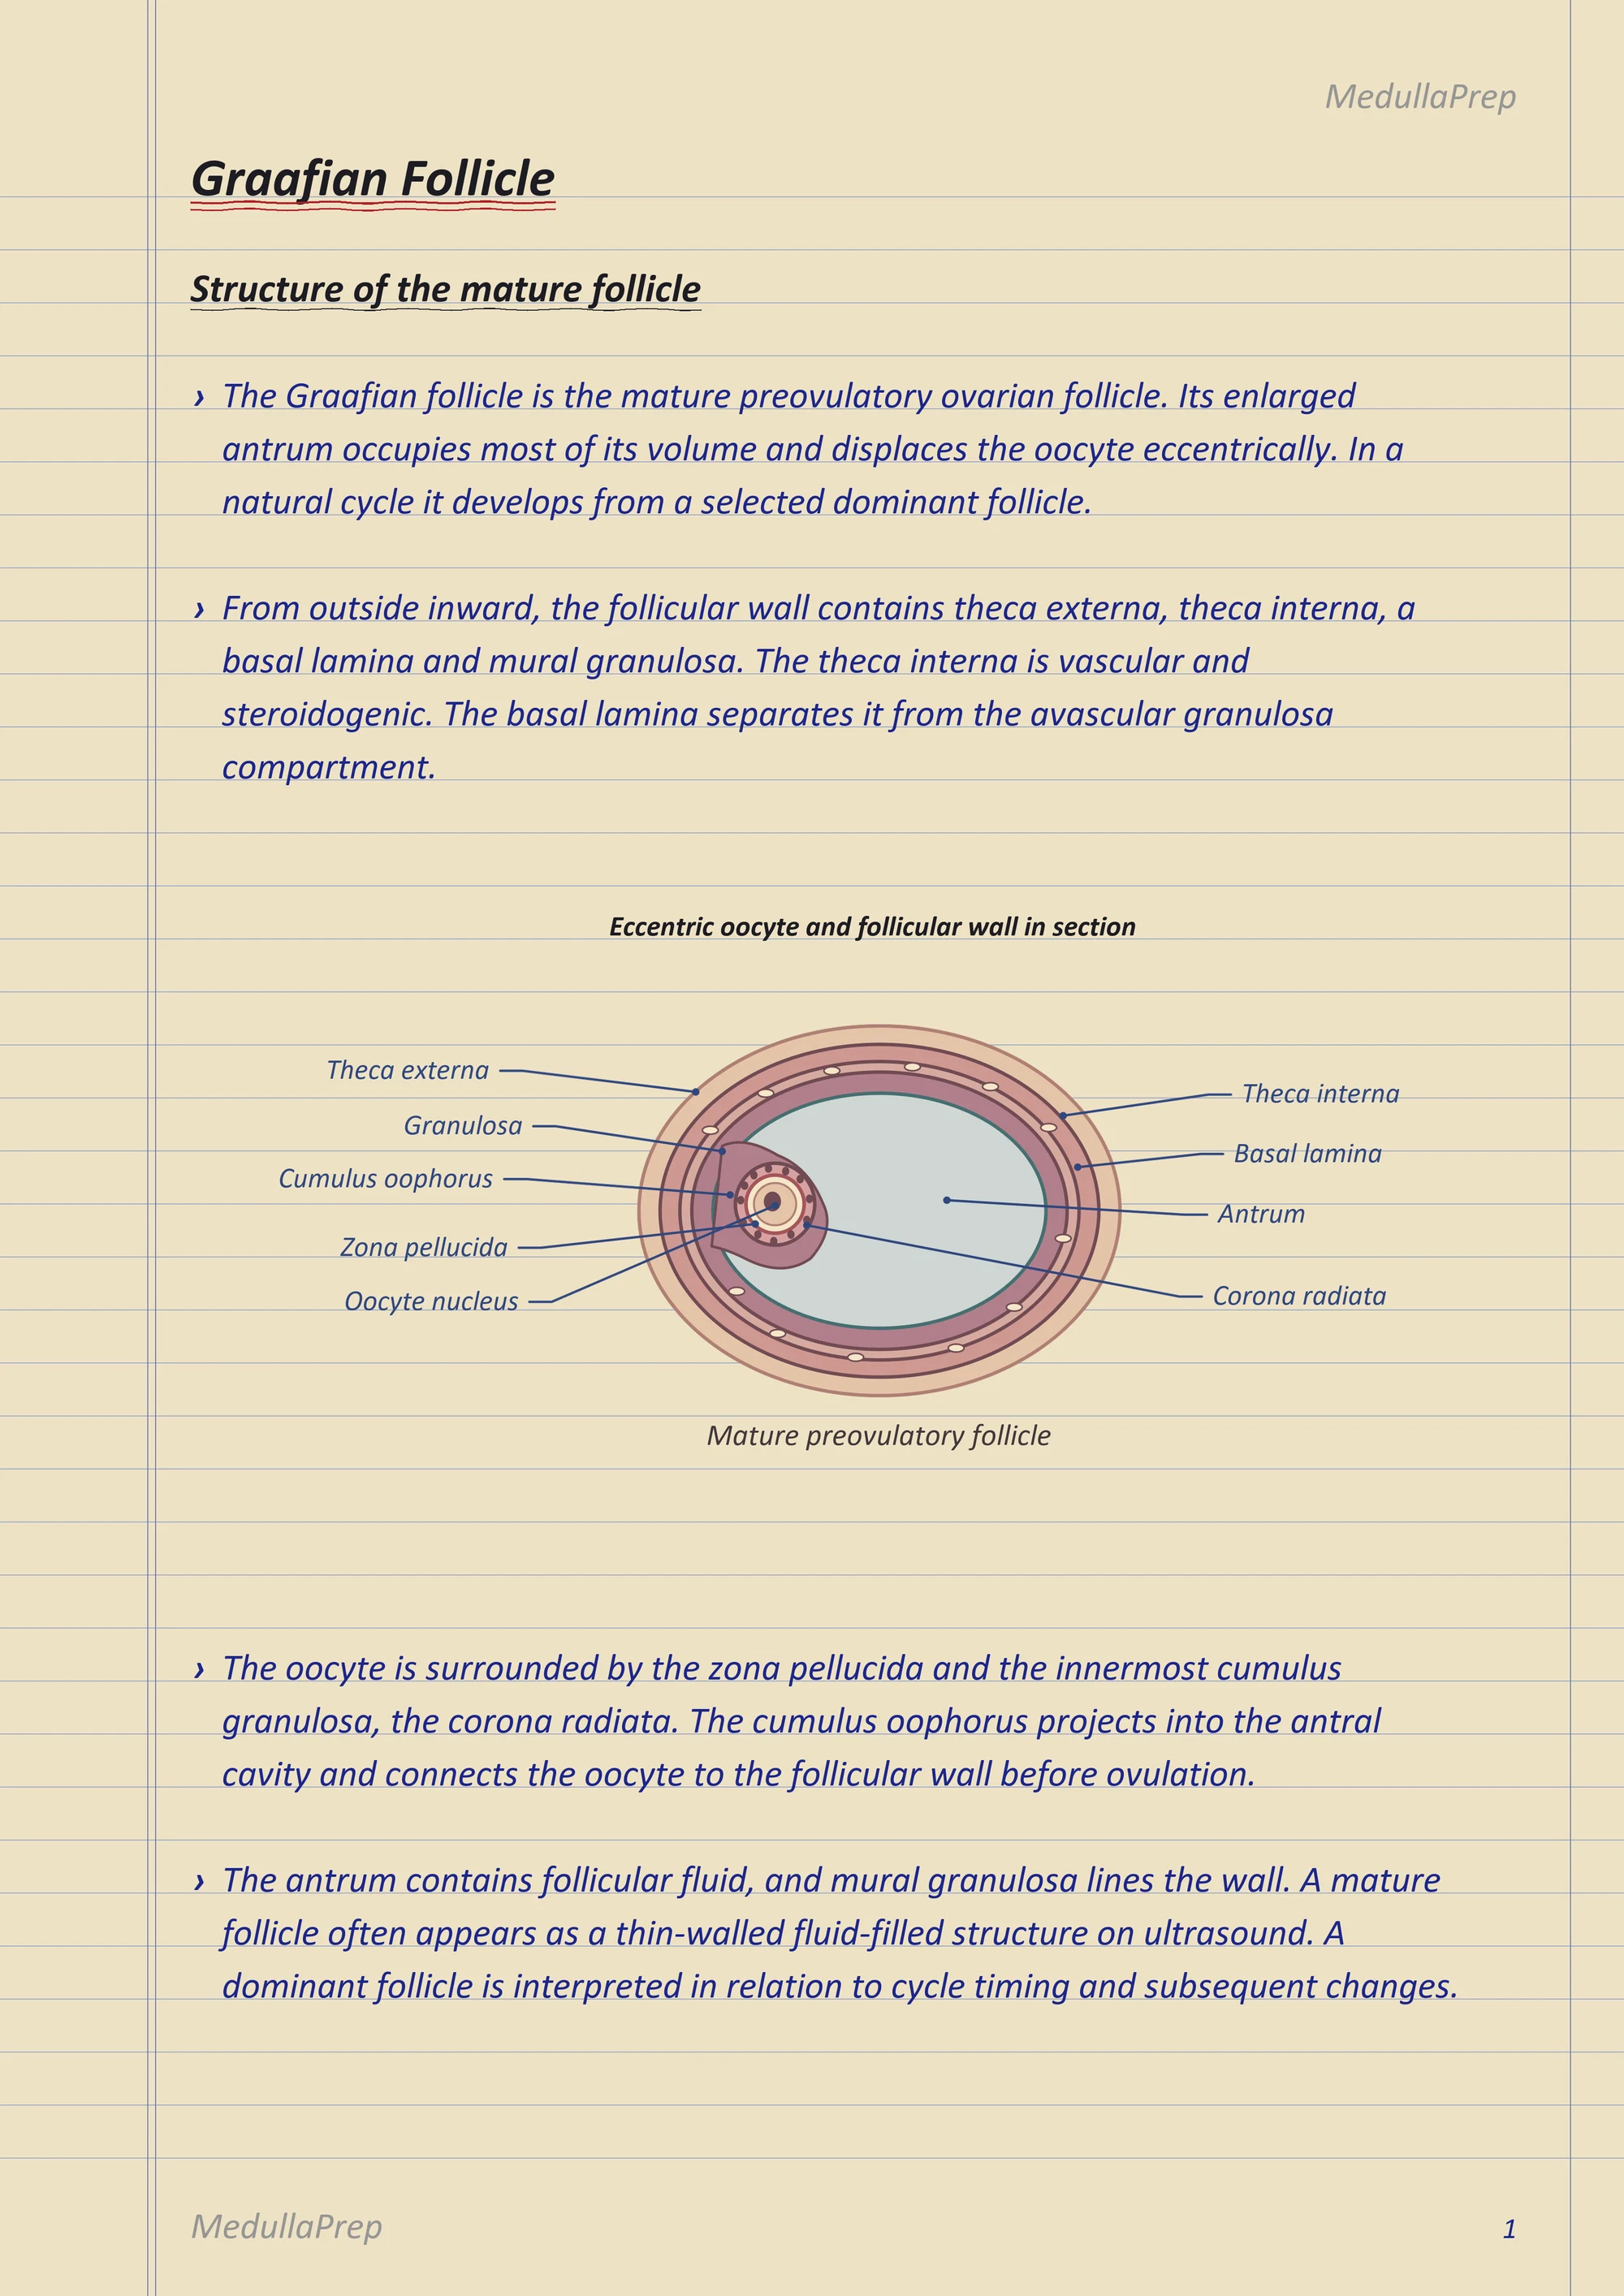 MedullaPrep
Graafian Follicle
Structure of the mature follicle
› The Graafian follicle is the mature preovulatory ovarian follicle. Its enlarged
antrum occupies most of its volume and displaces the oocyte eccentrically. In a
natural cycle it develops from a selected dominant follicle.
› From outside inward, the follicular wall contains theca externa, theca interna, a
basal lamina and mural granulosa. The theca interna is vascular and
steroidogenic. The basal lamina separates it from the avascular granulosa
compartment.
Eccentric oocyte and follicular wall in section
Theca externa
Granulosa
Cumulus oophorus
Zona pellucida
Oocyte nucleus
Theca interna
Basal lamina
Antrum
Corona radiata
Mature preovulatory follicle
› The oocyte is surrounded by the zona pellucida and the innermost cumulus
granulosa, the corona radiata. The cumulus oophorus projects into the antral
cavity and connects the oocyte to the follicular wall before ovulation.
› The antrum contains follicular fluid, and mural granulosa lines the wall. A mature
follicle often appears as a thin-walled fluid-filled structure on ultrasound. A
dominant follicle is interpreted in relation to cycle timing and subsequent changes.
MedullaPrep
1